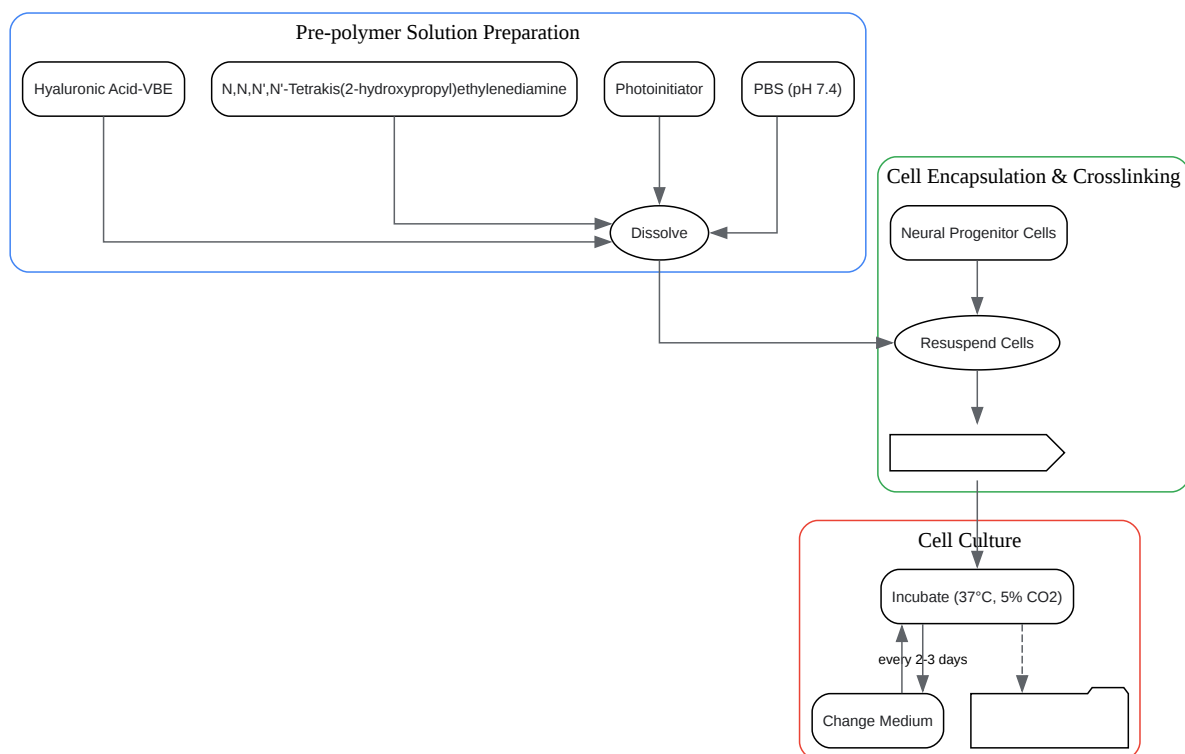 Pre-polymer Solution Preparation
Hyaluronic Acid-VBE
N,N,N',N'-Tetrakis(2-hydroxypropyl)ethylenediamine
Photoinitiator
PBS (pH 7.4)
Dissolve
Cell Encapsulation & Crosslinking
Neural Progenitor Cells
Resuspend Cells
Cell Culture
Incubate (37°C, 5% CO2)
every 2-3 days
Change Medium